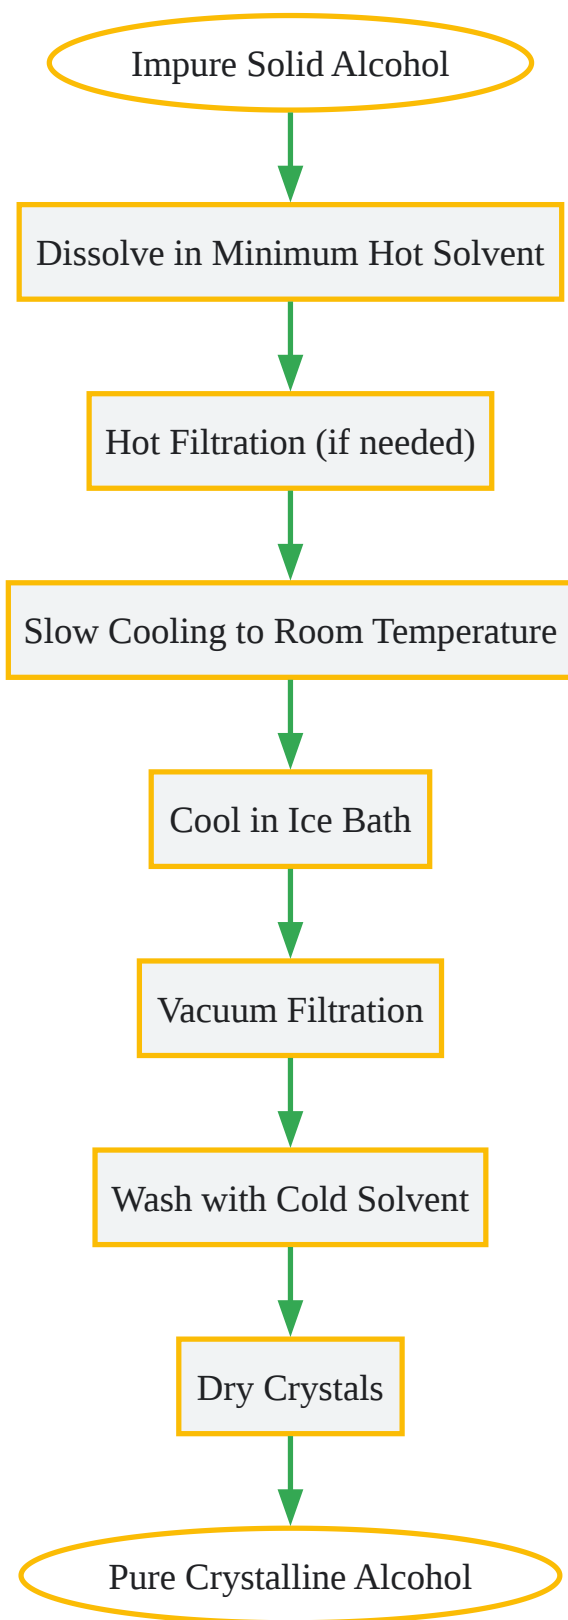 Impure Solid Alcohol
Dissolve in Minimum Hot Solvent
Hot Filtration (if needed)
Slow Cooling to Room Temperature
Cool in Ice Bath
Vacuum Filtration
Wash with Cold Solvent
Dry Crystals
Pure Crystalline Alcohol